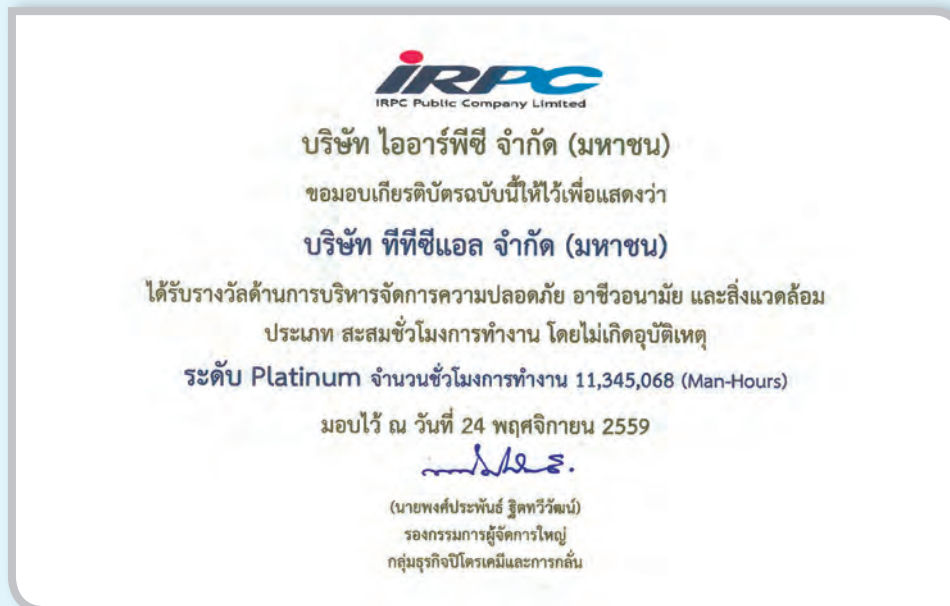 iRPC
IRPC Public Company Limited
บริษัท ไออาร์พีซี จำกัด (มหาชน)
ขอมอบเกียรติบัตรฉบับนี้ให้ไว้เพื่อแสดงว่า
บริษัท ทีทีซีแอล จำกัด (มหาชน)
ได้รับรางวัลด้านการบริหารจัดการความปลอดภัย อาชีวอนามัย และสิ่งแวดล้อม
ประเภท สะสมชั่วโมงการทำงาน โดยไม่เกิดอุบัติเหตุ
ระดับ Platinum จำนวนชั่วโมงการทำงาน 11,345,068 (Man-Hours)
มอบไว้ ณ วันที่ 24 พฤศจิกายน 2559
(นายพงศ์ประพันธ์ ฐิตทวีวัฒน์)
รองกรรมการผู้จัดการใหญ่
กลุ่มธุรกิจปิโตรเคมีและการกลั่น